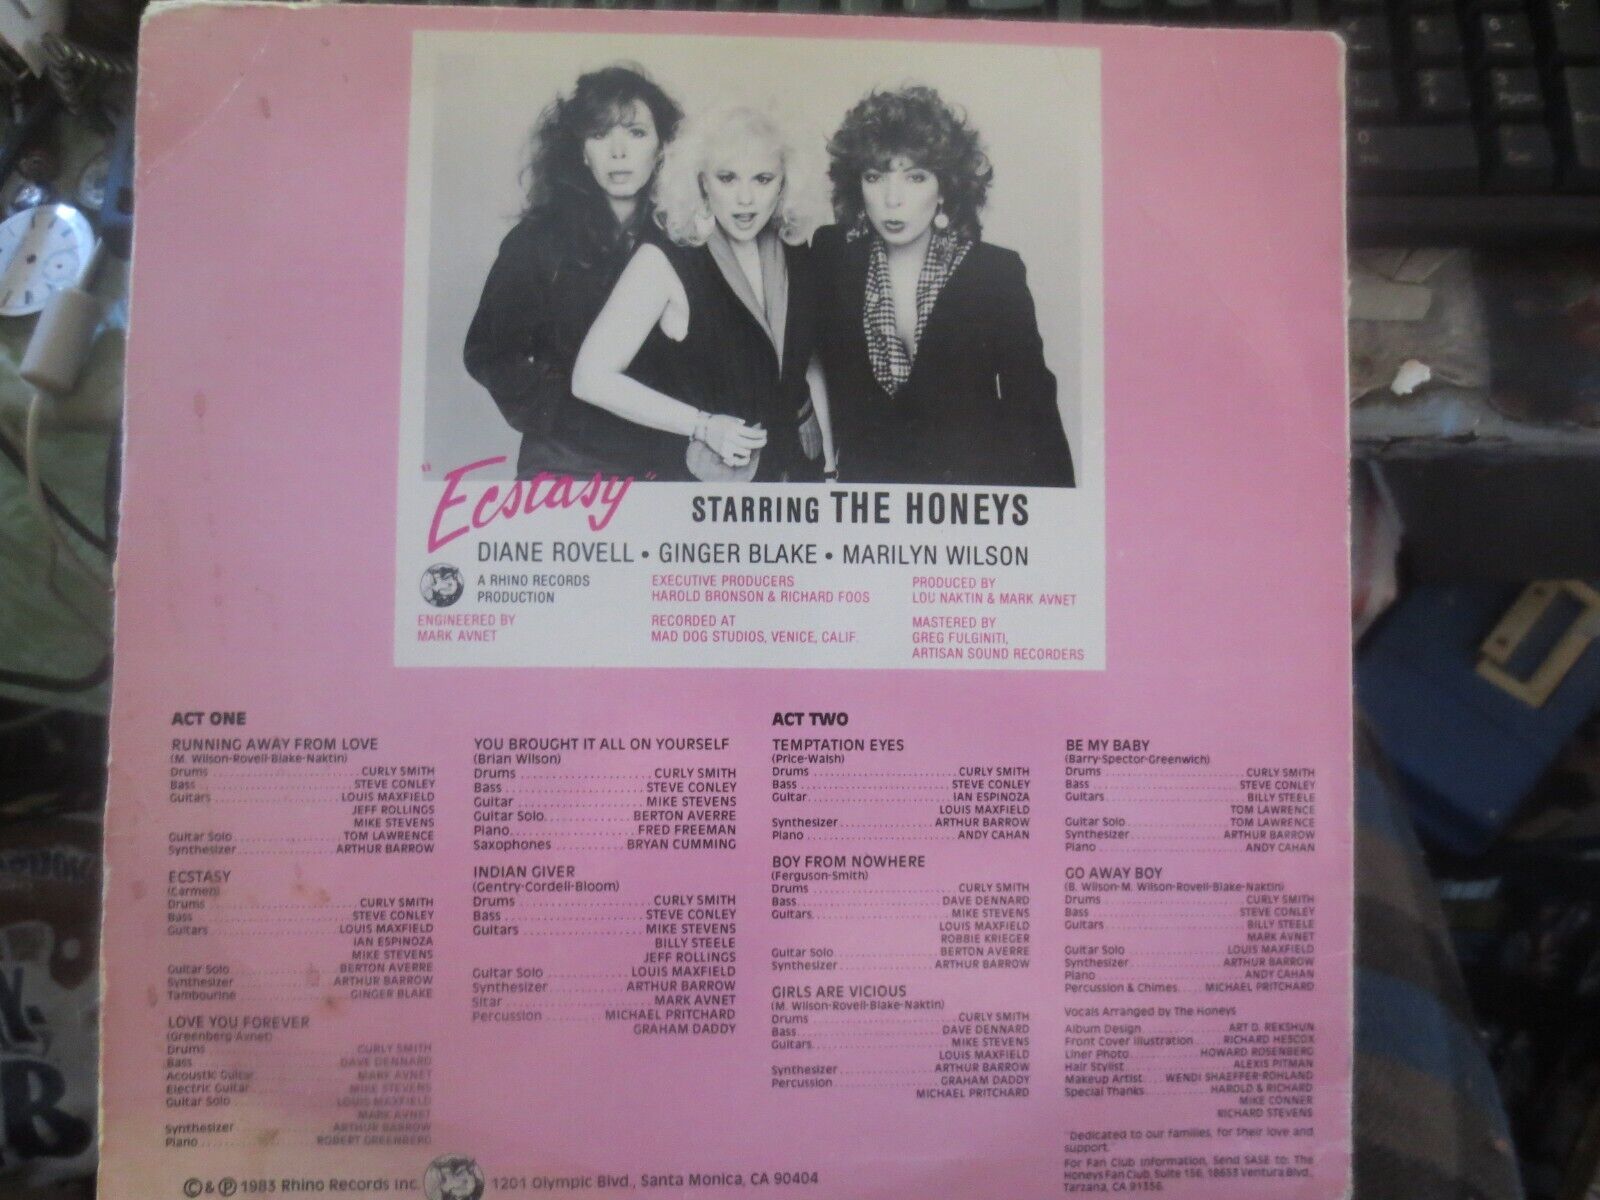 "Ecstasy" STARRING THE HONEYS
DIANE ROVELL • GINGER BLAKE • MARILYN WILSON
A RHINO RECORDS
PRODUCTION
EXECUTIVE PRODUCERS
HAROLD BRONSON & RICHARD FOOS
PRODUCED BY
LOU NAKTIN & MARK AVNET
ENGINEERED BY
MARK AVNET
RECORDED AT
MAD DOG STUDIOS, VENICE, CALIF.
MASTERED BY
GREG FULGINITI,
ARTISAN SOUND RECORDERS
ACT ONE
RUNNING AWAY FROM LOVE
(M. Wilson-Rovell-Blake-Naktin)
Drums CURLY SMITH
Bass STEVE CONLEY
Guitars LOUIS MAXFIELD
JEFF ROLLINGS
MIKE STEVENS
Guitar Solo TOM LAWRENCE
Synthesizer ARTHUR BARROW
ECSTASY
(Carmen)
Drums CURLY SMITH
Bass STEVE CONLEY
Guitars LOUIS MAXFIELD
IAN ESPINOZA
MIKE STEVENS
Guitar Solo BERTON AVERRE
Synthesizer ARTHUR BARROW
Tambourine GINGER BLAKE
LOVE YOU FOREVER
(Greenberg-Avnet)
Drums CURLY SMITH
Bass DAVE DENNARD
Acoustic Guitar MARK AVNET
Electric Guitar MIKE STEVENS
Guitar Solo LOUIS MAXFIELD
MARK AVNET
Synthesizer ARTHUR BARROW
Piano ROBERT GREENBERG
YOU BROUGHT IT ALL ON YOURSELF
(Brian Wilson)
Drums CURLY SMITH
Bass STEVE CONLEY
Guitar MIKE STEVENS
Guitar Solo BERTON AVERRE
Piano FRED FREEMAN
Saxophones BRYAN CUMMING
INDIAN GIVER
(Gentry-Cordell-Bloom)
Drums CURLY SMITH
Bass STEVE CONLEY
Guitars MIKE STEVENS
BILLY STEELE
JEFF ROLLINGS
Guitar Solo LOUIS MAXFIELD
Synthesizer ARTHUR BARROW
Sitar MARK AVNET
Percussion MICHAEL PRITCHARD
GRAHAM DADDY
ACT TWO
TEMPTATION EYES
(Price-Walsh)
Drums CURLY SMITH
Bass STEVE CONLEY
Guitar IAN ESPINOZA
LOUIS MAXFIELD
Synthesizer ARTHUR BARROW
Piano ANDY CAHAN
BOY FROM NOWHERE
(Ferguson-Smith)
Drums CURLY SMITH
Bass DAVE DENNARD
Guitars MIKE STEVENS
LOUIS MAXFIELD
ROBBIE KRIEGER
Guitar Solo BERTON AVERRE
Synthesizer ARTHUR BARROW
GIRLS ARE VICIOUS
(M. Wilson-Rovell-Blake-Naktin)
Drums CURLY SMITH
Bass DAVE DENNARD
Guitars MIKE STEVENS
LOUIS MAXFIELD
Synthesizer ARTHUR BARROW
Percussion GRAHAM DADDY
MICHAEL PRITCHARD
BE MY BABY
(Barry-Spector-Greenwich)
Drums CURLY SMITH
Bass STEVE CONLEY
Guitars BILLY STEELE
TOM LAWRENCE
Guitar Solo TOM LAWRENCE
Synthesizer ARTHUR BARROW
Piano ANDY CAHAN
GO AWAY BOY
(B. Wilson-M. Wilson-Rovell-Blake-Naktin)
Drums CURLY SMITH
Bass STEVE CONLEY
Guitars BILLY STEELE
MARK AVNET
Guitar Solo LOUIS MAXFIELD
Synthesizer ARTHUR BARROW
Piano ANDY CAHAN
Percussion & Chimes MICHAEL PRITCHARD
Vocals Arranged by The Honeys
Album Design ART D. REKSHUN
Front Cover Illustration RICHARD HESCOX
Liner Photo HOWARD ROSENBERG
Hair Stylist ALEXIS PITMAN
Makeup Artist WENDI SHAEFFER-ROHLAND
Special Thanks HAROLD & RICHARD
MIKE CONNER
RICHARD STEVENS
"Dedicated to our families, for their love and
support."
For Fan Club Information, Send SASE to: The
Honeys Fan Club, Suite 156, 18653 Ventura Blvd.,
Tarzana, CA 91356
© & ℗ 1983 Rhino Records Inc. 1201 Olympic Blvd., Santa Monica, CA 90404